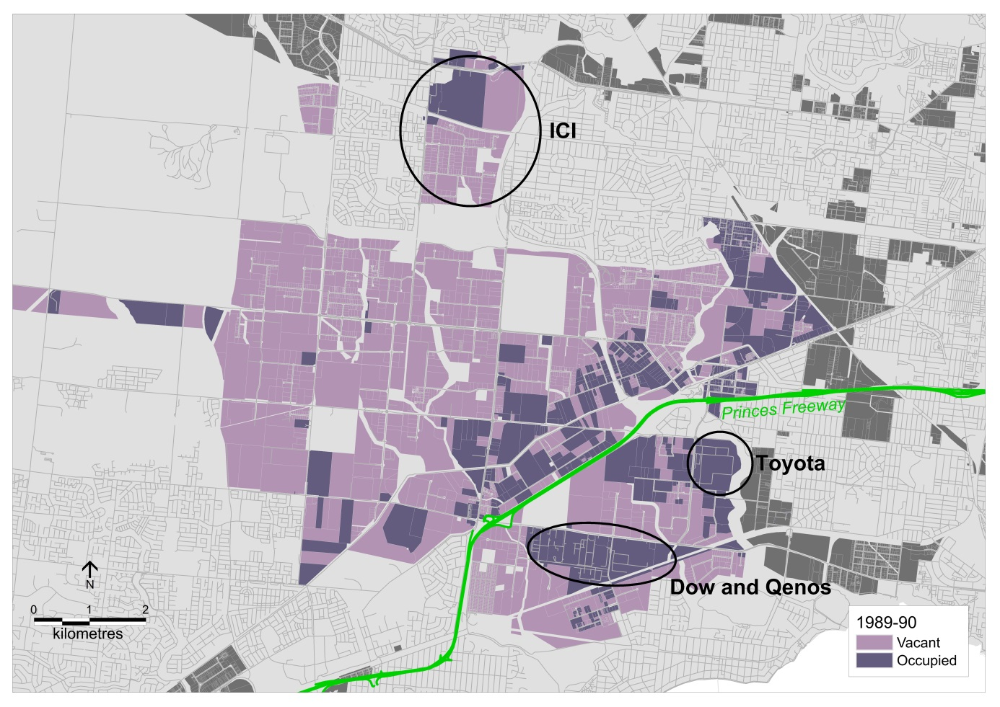 ICI
Princes Freeway
Toyota
Dow and Qenos
N
0 1 2
kilometres
1989-90
Vacant
Occupied